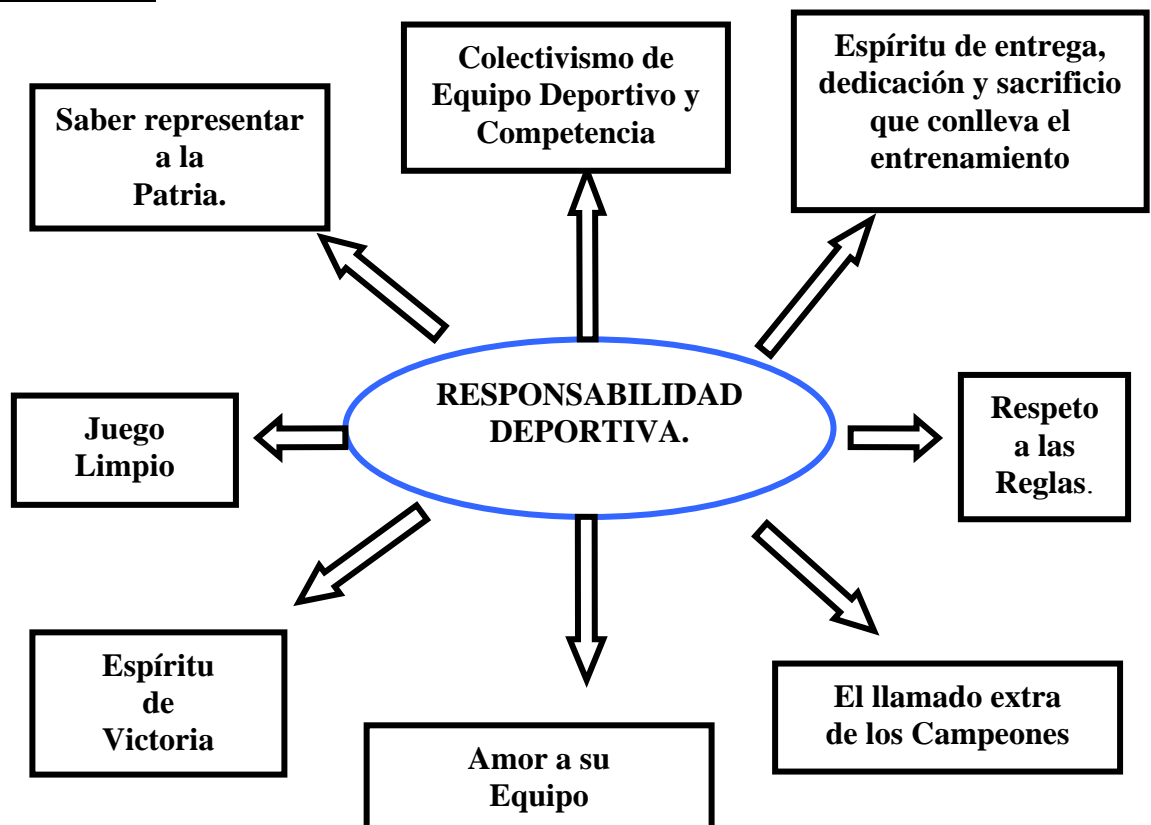 Saber representar
a la
Patria.
Colectivismo de
Equipo Deportivo y
Competencia
Espíritu de entrega,
dedicación y sacrificio
que conlleva el
entrenamiento
RESPONSABILIDAD
DEPORTIVA.
Juego
Limpio
Respeto
a las
Reglas.
Espíritu
de
Victoria
Amor a su
Equipo
El llamado extra
de los Campeones